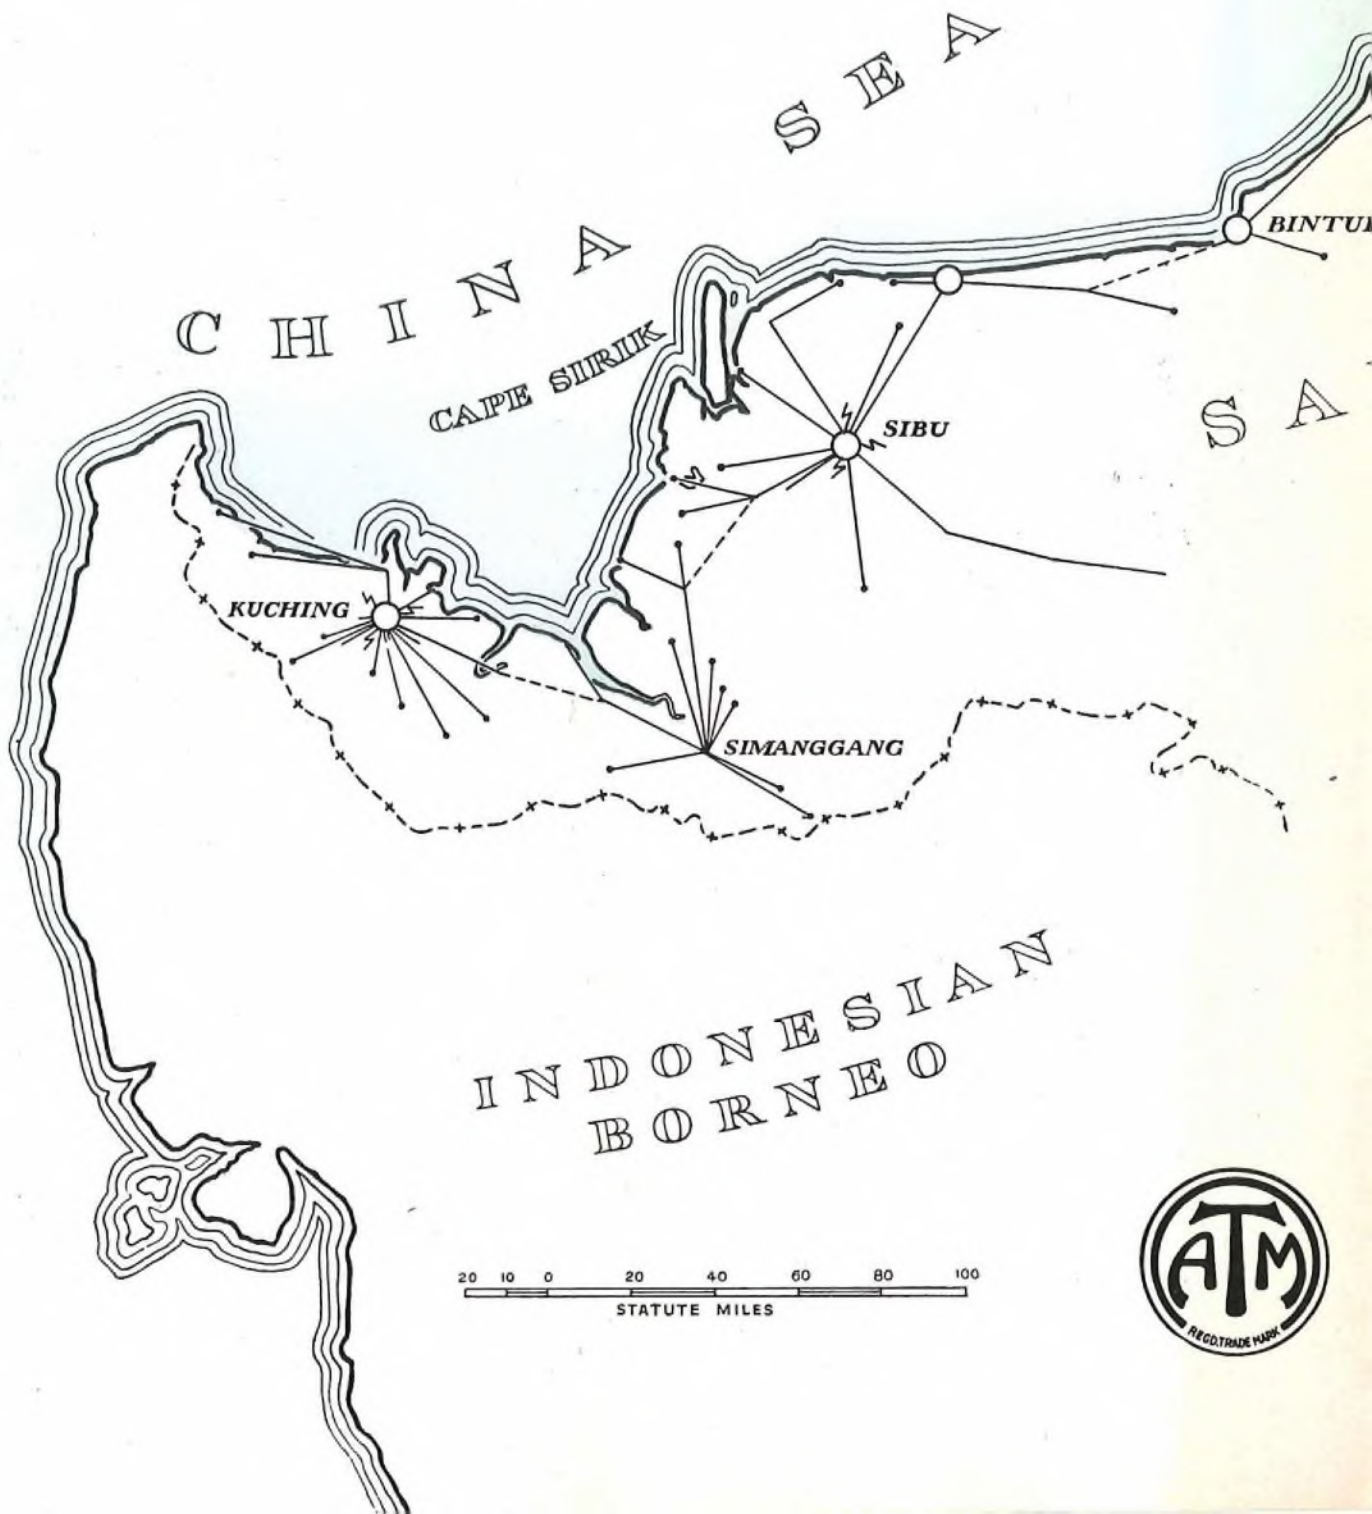 CHINA SEA
CAPE SIRIK
BINTU
SIBU
SA
KUCHING
SIMANGGANG
INDONESIAN
BORNEO
20 10 0 20 40 60 80 100
STATUTE MILES
ATM
REGD. TRADE MARK